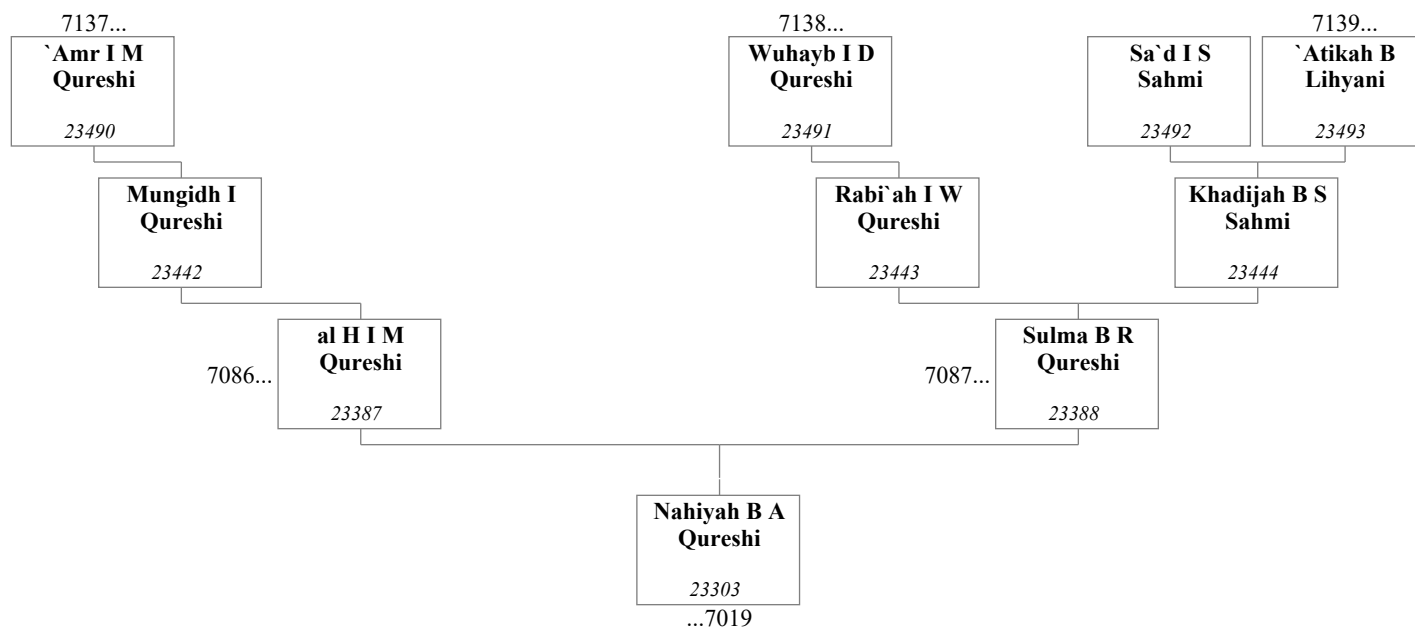 7137...
`Amr I M
Qureshi
23490
7138...
Wuhayb I D
Qureshi
23491
Sa`d I S
Sahmi
23492
7139...
`Atikah B
Lihyani
23493
Mungidh I
Qureshi
23442
Rabi`ah I W
Qureshi
23443
Khadijah B S
Sahmi
23444
7086...
al H I M
Qureshi
23387
7087...
Sulma B R
Qureshi
23388
Nahiyah B A
Qureshi
23303
...7019